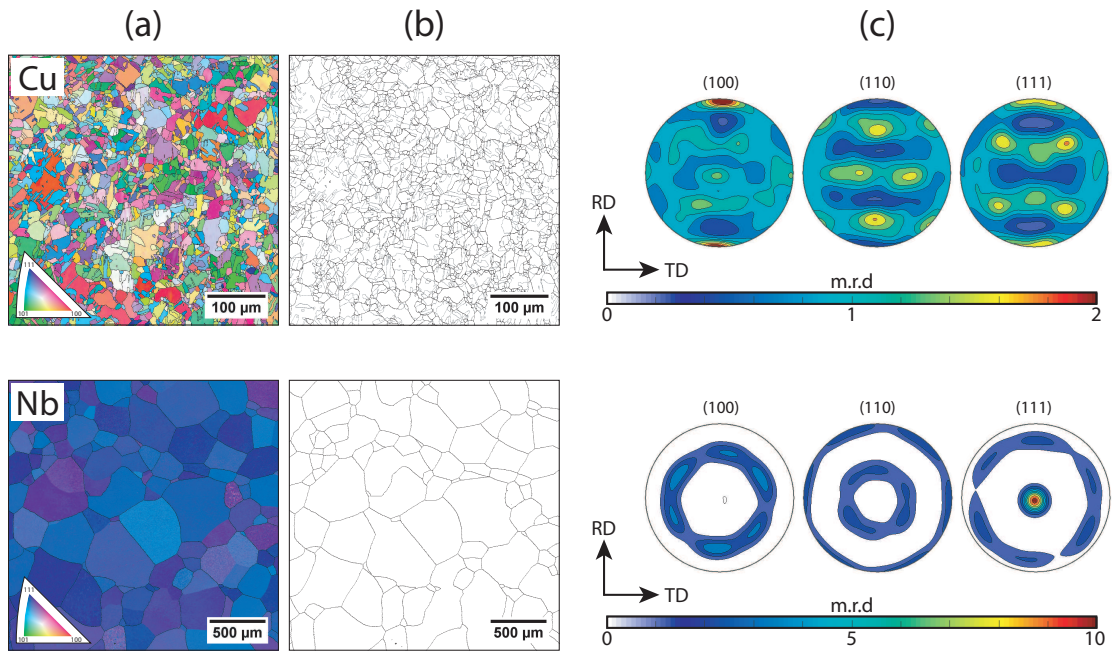 (a)
(b)
(c)
Cu
111
101
100
100 µm
100 µm
(100)
(110)
(111)
RD
TD
m.r.d
0
1
2
Nb
111
101
100
500 µm
500 µm
(100)
(110)
(111)
RD
TD
m.r.d
0
5
10